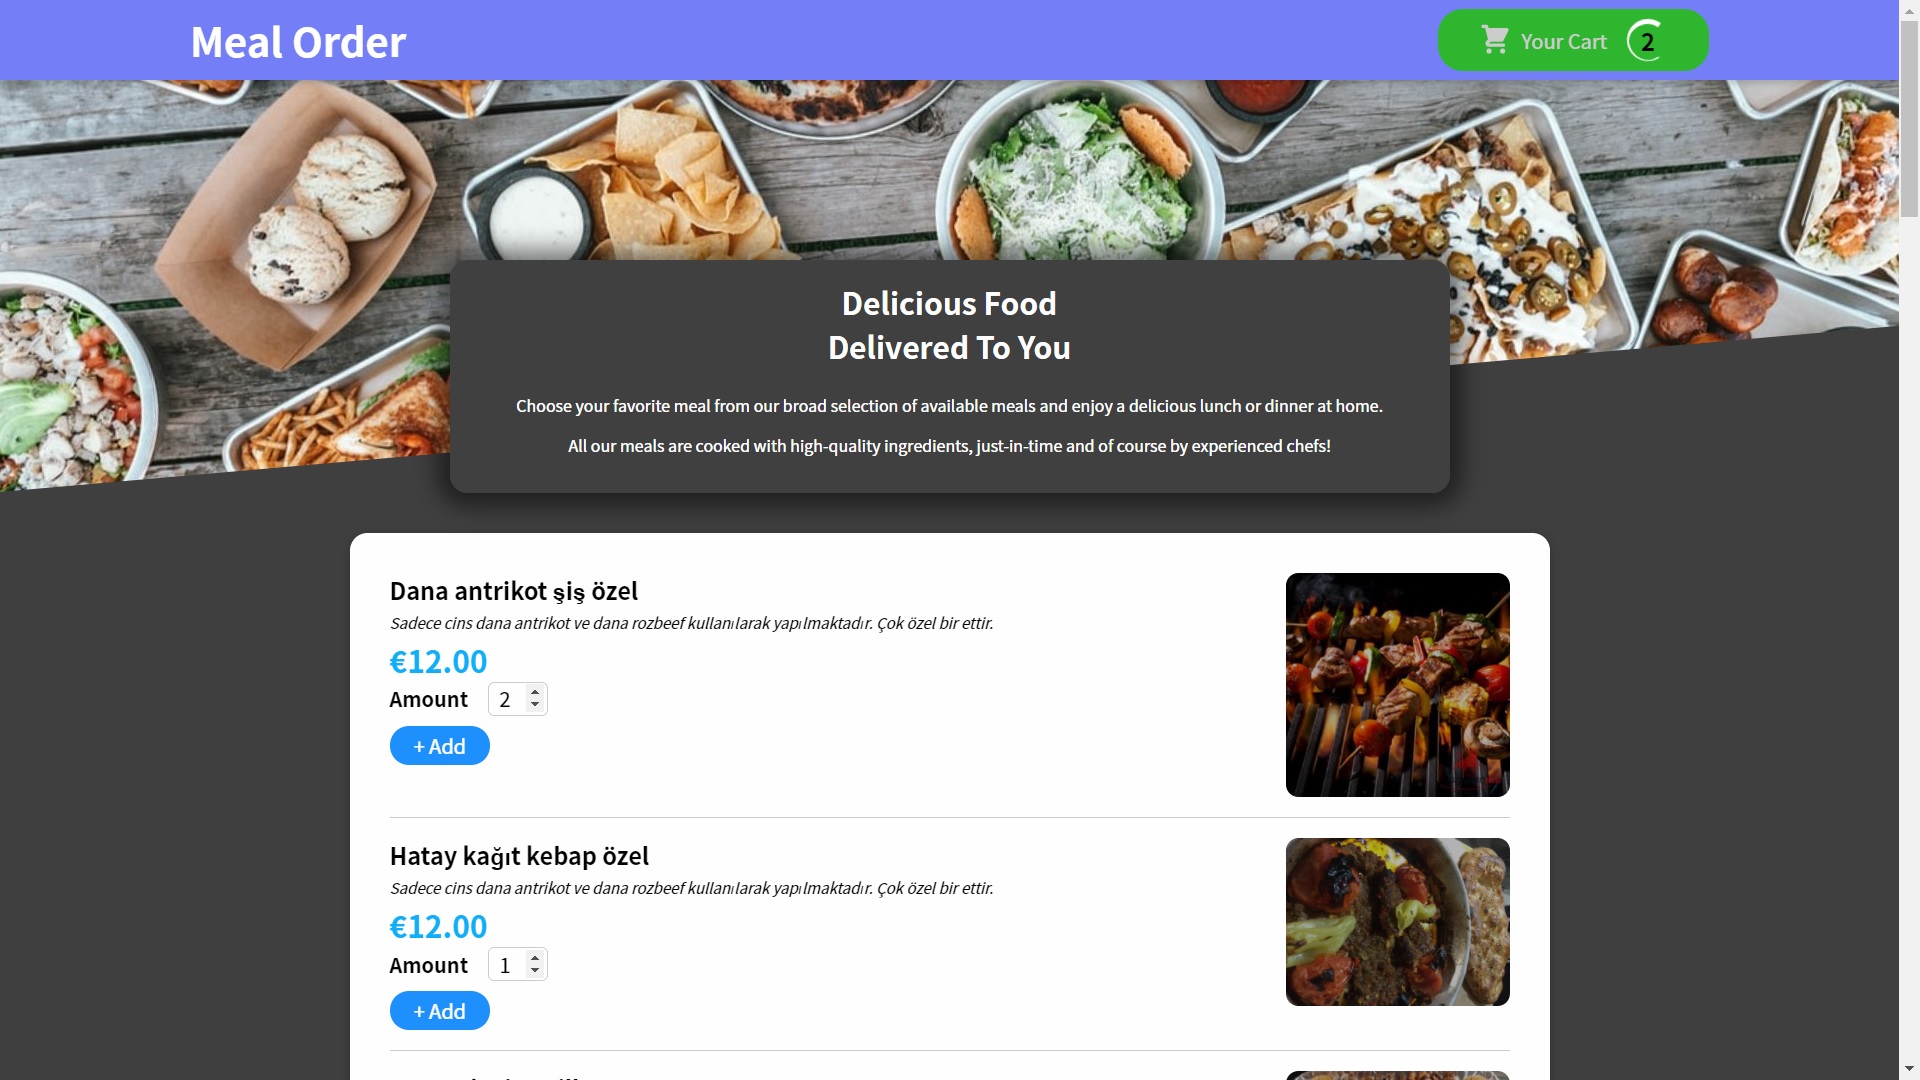 Meal Order
Your Cart 2
Delicious Food
Delivered To You
Choose your favorite meal from our broad selection of available meals and enjoy a delicious lunch or dinner at home.
All our meals are cooked with high-quality ingredients, just-in-time and of course by experienced chefs!
Dana antrikot şiş özel
Sadece cins dana antrikot ve dana rozbeef kullanılarak yapılmaktadır. Çok özel bir ettir.
€12.00
Amount 2
+ Add
Hatay kağıt kebap özel
Sadece cins dana antrikot ve dana rozbeef kullanılarak yapılmaktadır. Çok özel bir ettir.
€12.00
Amount 1
+ Add